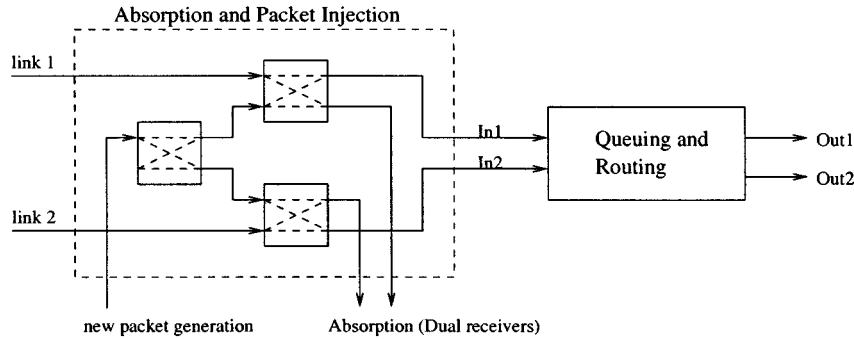 Absorption and Packet Injection
link 1
In1
In2
Queuing and
Routing
Out1
Out2
link 2
new packet generation
Absorption (Dual receivers)